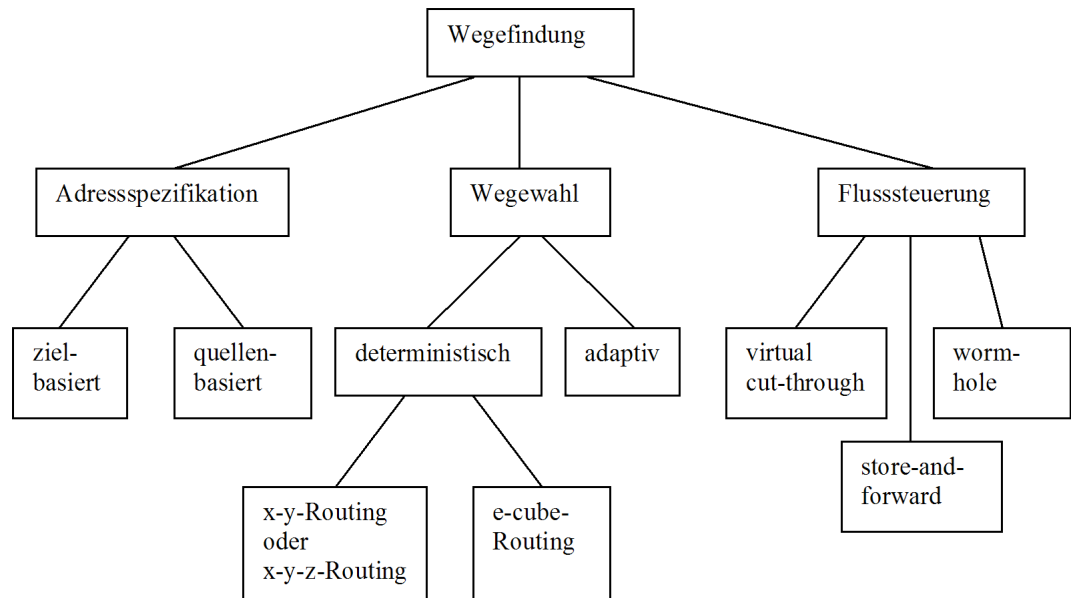 Wegefindung
Adressspezifikation
Wegewahl
Flusssteuerung
ziel-
basiert
quellen-
basiert
deterministisch
adaptiv
virtual
cut-through
worm-
hole
store-and-
forward
x-y-Routing
oder
x-y-z-Routing
e-cube-
Routing